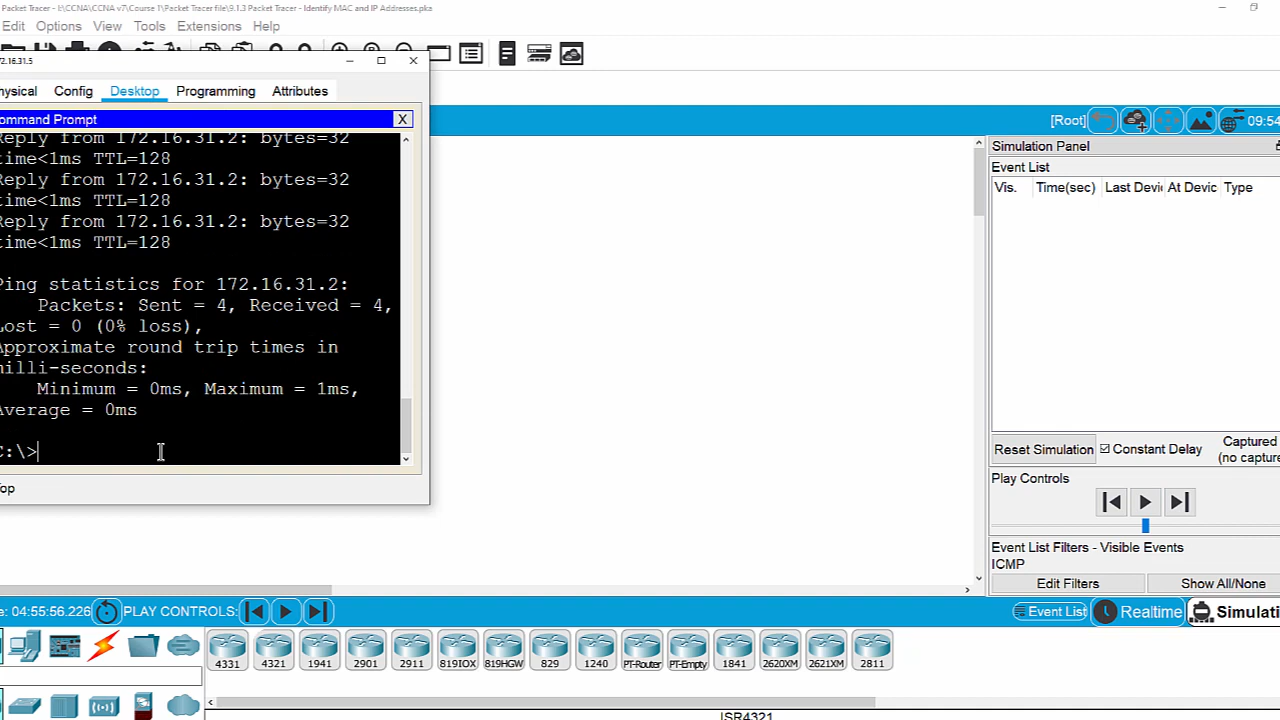 Packet Tracer - I:\CCNA\CCNA v7\Course 1\Packet Tracer file\9.1.3 Packet Tracer - Identify MAC and IP Addresses.pka
Edit Options View Tools Extensions Help
72.16.31.5
hysical Config Desktop Programming Attributes
ommand Prompt X
Reply from 172.16.31.2: bytes=32
time<1ms TTL=128
Reply from 172.16.31.2: bytes=32
time<1ms TTL=128
Reply from 172.16.31.2: bytes=32
time<1ms TTL=128
Ping statistics for 172.16.31.2:
Packets: Sent = 4, Received = 4,
Lost = 0 (0% loss),
Approximate round trip times in
milli-seconds:
Minimum = 0ms, Maximum = 1ms,
Average = 0ms
C:\>
op
[Root] 09:54
Simulation Panel
Event List
Vis. Time(sec) Last Devi At Devic Type
Reset Simulation Constant Delay
Captured
(no capture
Play Controls
Event List Filters - Visible Events
ICMP
Edit Filters Show All/None
e: 04:55:56.226 PLAY CONTROLS: Event List Realtime Simulati
4331 4321 1941 2901 2911 819IOX 819HGW 829 1240 PT-Router PT-Empty 1841 2620XM 2621XM 2811
ISR4321